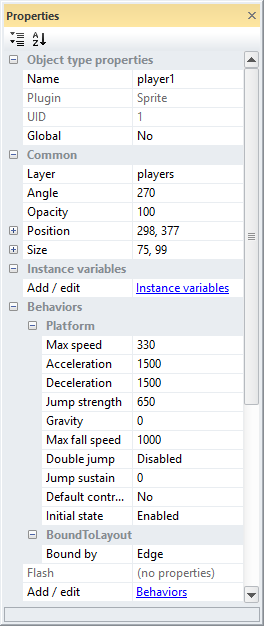 Properties
Object type properties
Name player1
Plugin Sprite
UID 1
Global No
Common
Layer players
Angle 270
Opacity 100
Position 298, 377
Size 75, 99
Instance variables
Add / edit Instance variables
Behaviors
Platform
Max speed 330
Acceleration 1500
Deceleration 1500
Jump strength 650
Gravity 0
Max fall speed 1000
Double jump Disabled
Jump sustain 0
Default contr... No
Initial state Enabled
BoundToLayout
Bound by Edge
Flash (no properties)
Add / edit Behaviors